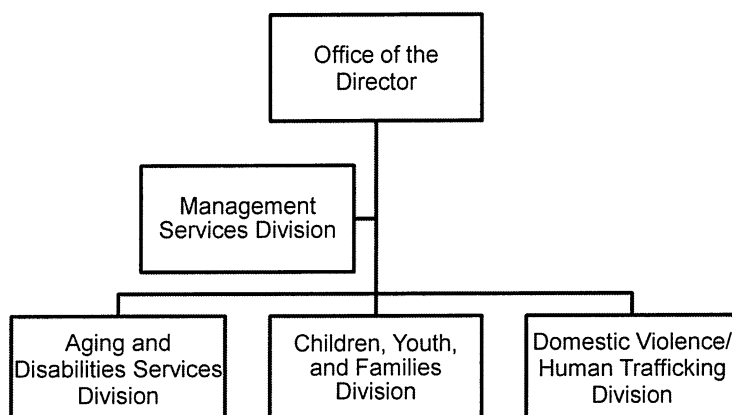 Office of the
Director
Management
Services Division
Aging and
Disabilities Services
Division
Children, Youth,
and Families
Division
Domestic Violence/
Human Trafficking
Division